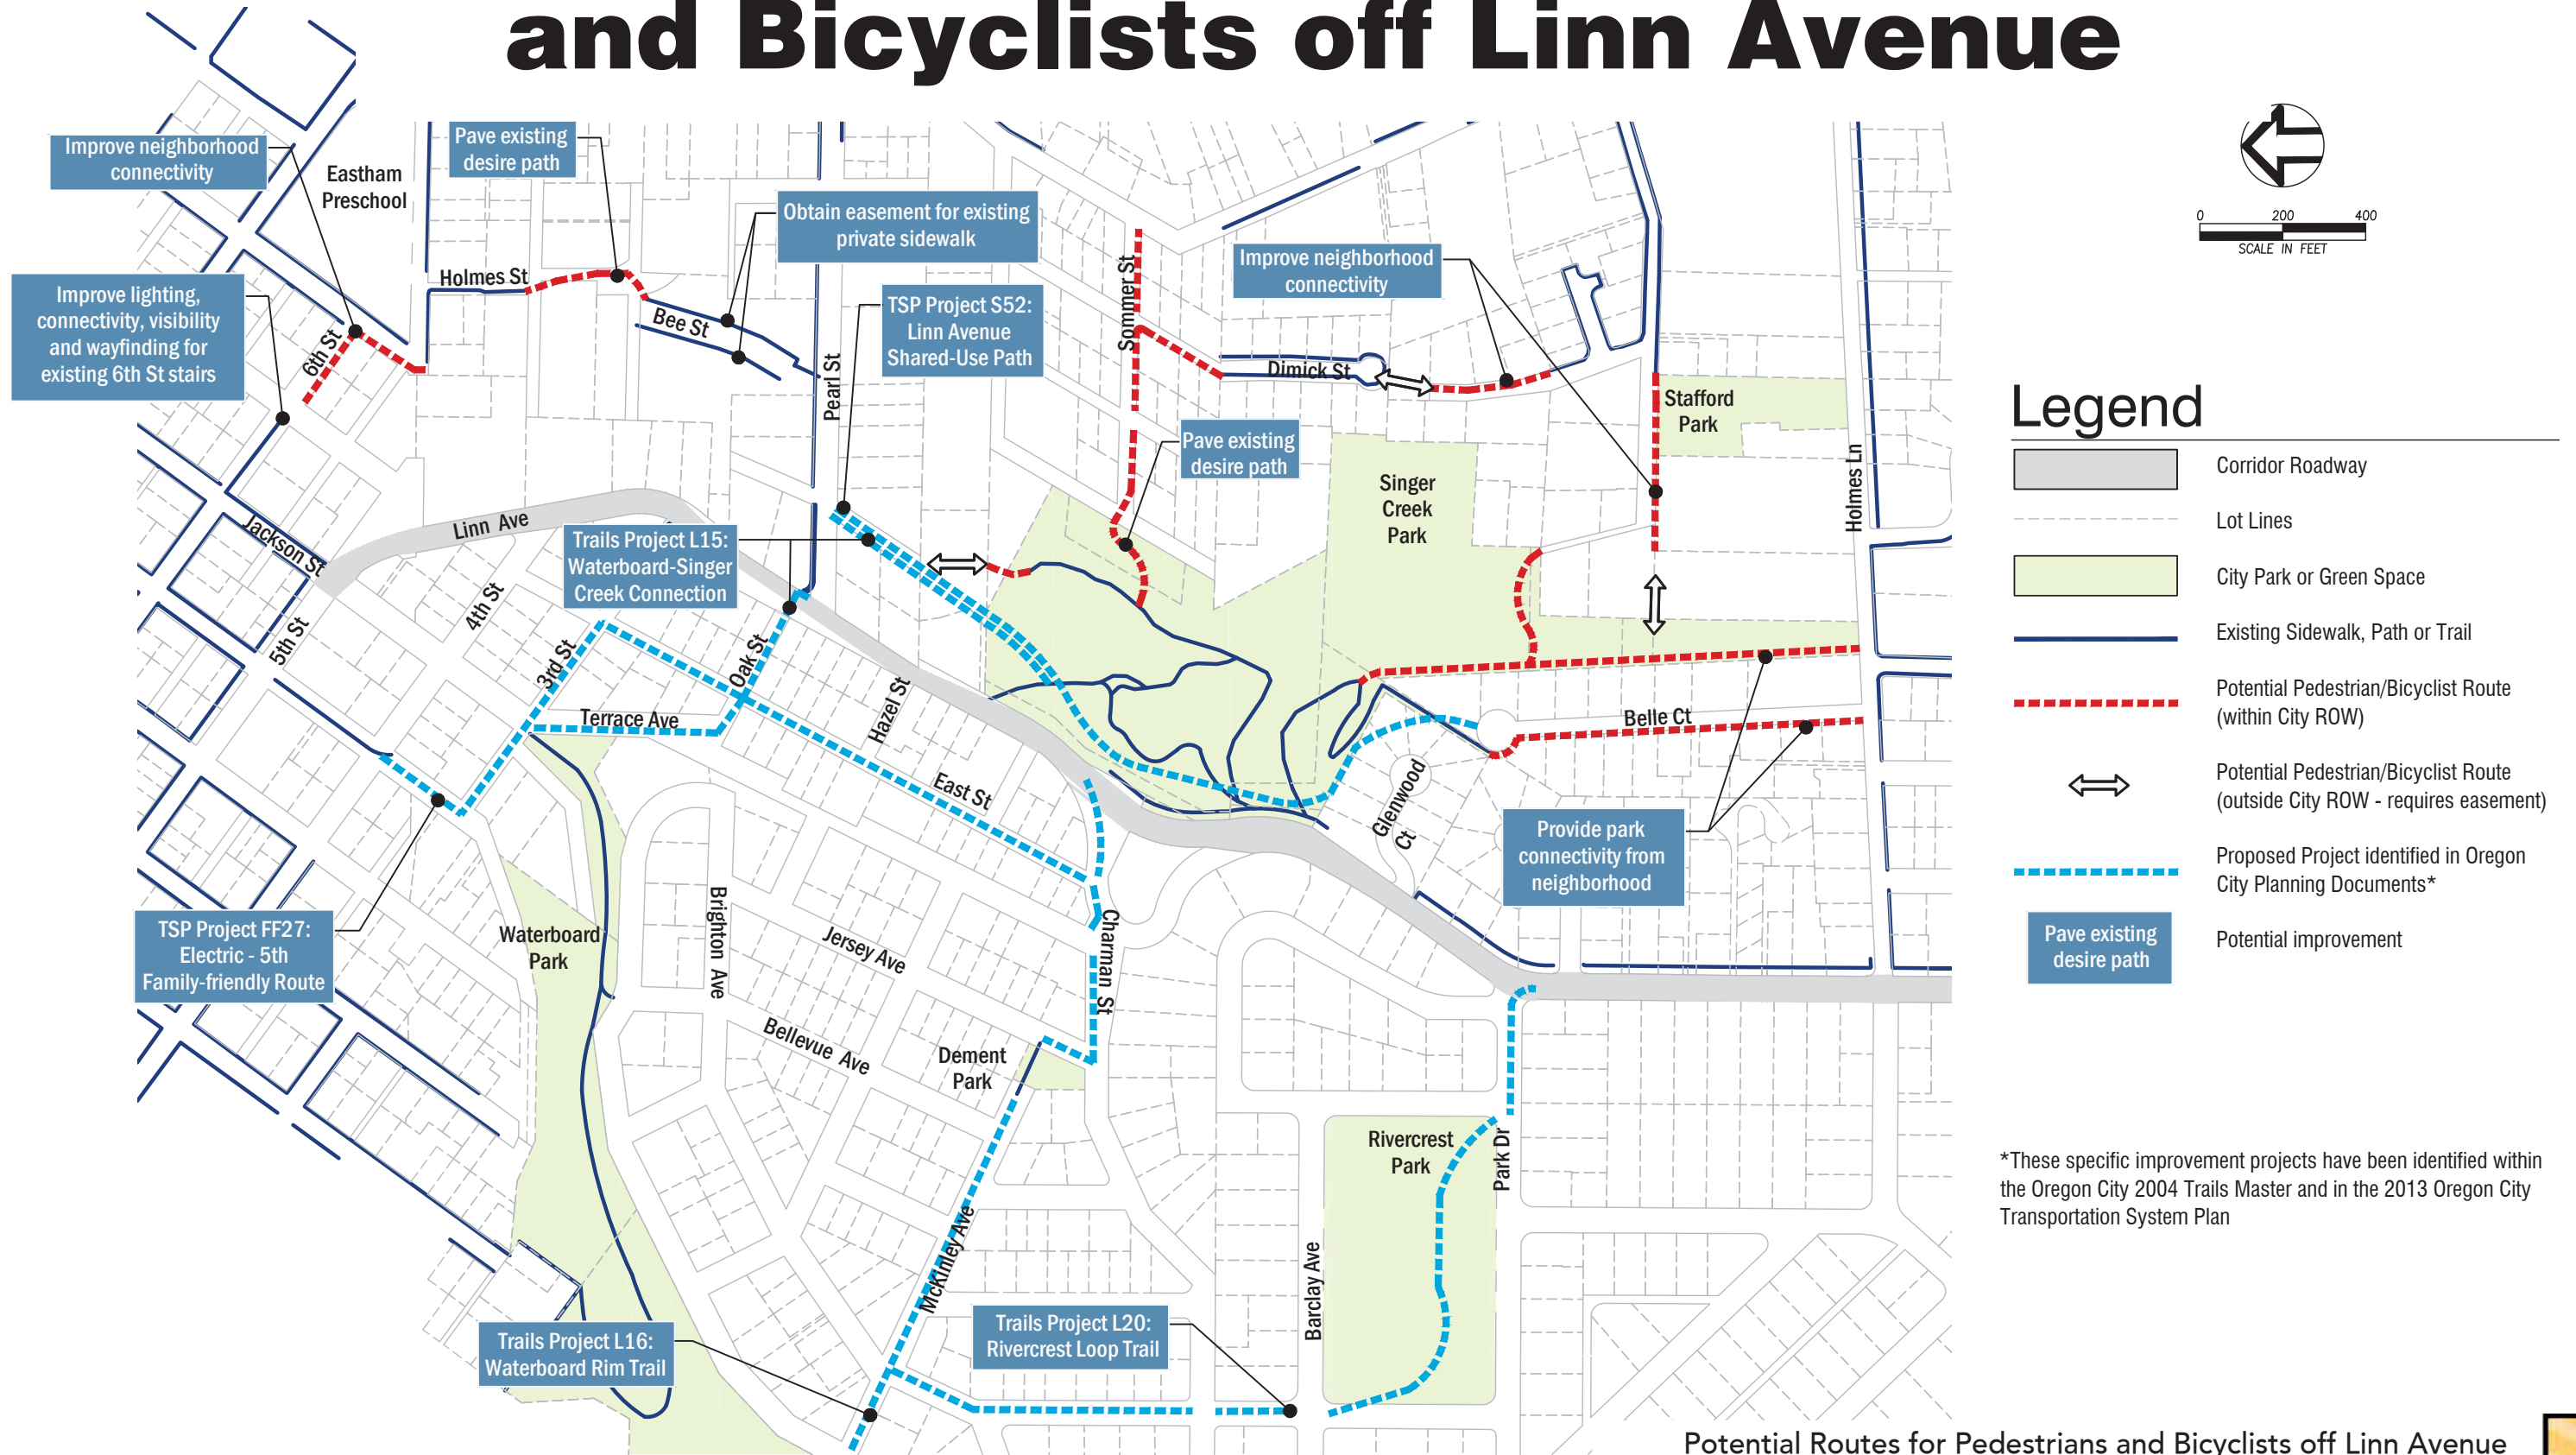 and Bicyclists off Linn Avenue
Improve neighborhood
connectivity
Eastham
Preschool
Pave existing
desire path
Obtain easement for existing
private sidewalk
Improve lighting,
connectivity, visibility
and wayfinding for
existing 6th St stairs
6th St
Holmes St
Bee St
Pearl St
TSP Project S52:
Linn Avenue
Shared-Use Path
Sommer St
Improve neighborhood
connectivity
Dimick St
Pave existing
desire path
Stafford
Park
Singer
Creek
Park
Holmes Ln
Jackson St
Linn Ave
Trails Project L15:
Waterboard-Singer
Creek Connection
5th St
4th St
3rd St
Oak St
Terrace Ave
Hazel St
East St
Belle Ct
Glenwood
Ct
Provide park
connectivity from
neighborhood
TSP Project FF27:
Electric - 5th
Family-friendly Route
Waterboard
Park
Brighton Ave
Jersey Ave
Charman St
Bellevue Ave
Dement
Park
Rivercrest
Park
Park Dr
McKinley Ave
Barclay Ave
Trails Project L16:
Waterboard Rim Trail
Trails Project L20:
Rivercrest Loop Trail
0 200 400
SCALE IN FEET
Legend
Corridor Roadway
Lot Lines
City Park or Green Space
Existing Sidewalk, Path or Trail
Potential Pedestrian/Bicyclist Route
(within City ROW)
Potential Pedestrian/Bicyclist Route
(outside City ROW - requires easement)
Proposed Project identified in Oregon
City Planning Documents*
Pave existing
desire path
Potential improvement
*These specific improvement projects have been identified within
the Oregon City 2004 Trails Master and in the 2013 Oregon City
Transportation System Plan
Potential Routes for Pedestrians and Bicyclists off Linn Avenue